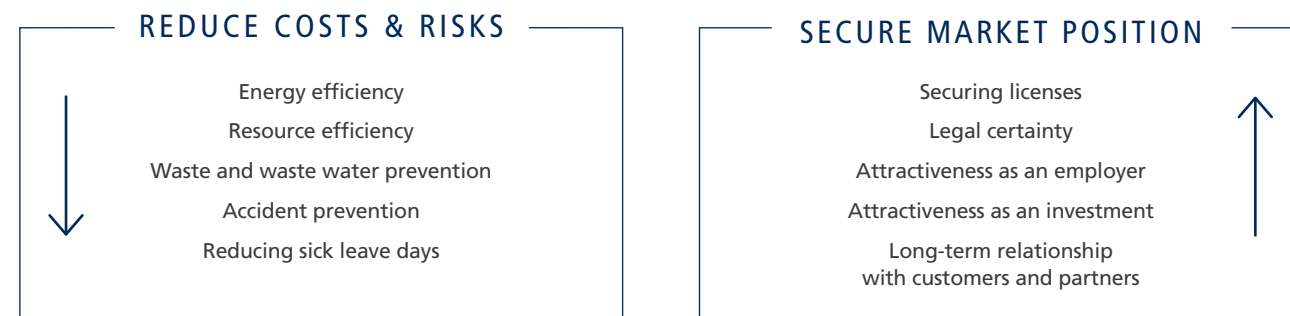 REDUCE COSTS & RISKS
Energy efficiency
Resource efficiency
Waste and waste water prevention
Accident prevention
Reducing sick leave days
SECURE MARKET POSITION
Securing licenses
Legal certainty
Attractiveness as an employer
Attractiveness as an investment
Long-term relationship
with customers and partners